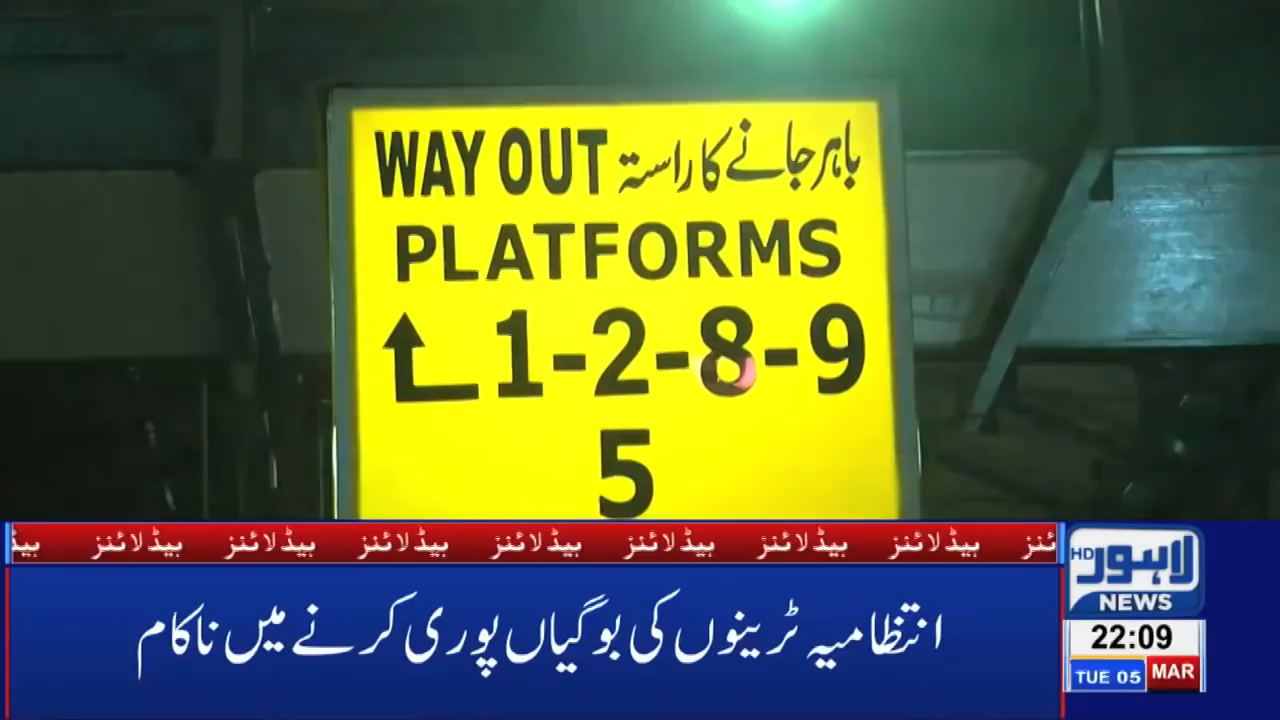 WAY OUT باہر جانے کا راستہ
PLATFORMS
1-2-8-9
5
ہیڈلائنز ہیڈلائنز ہیڈلائنز ہیڈلائنز ہیڈلائنز ہیڈلائنز ہیڈلائنز
انتظامیہ ٹرینوں کی بوگیاں پوری کرنے میں ناکام
لاہور HD
NEWS
22:09
TUE 05 MAR